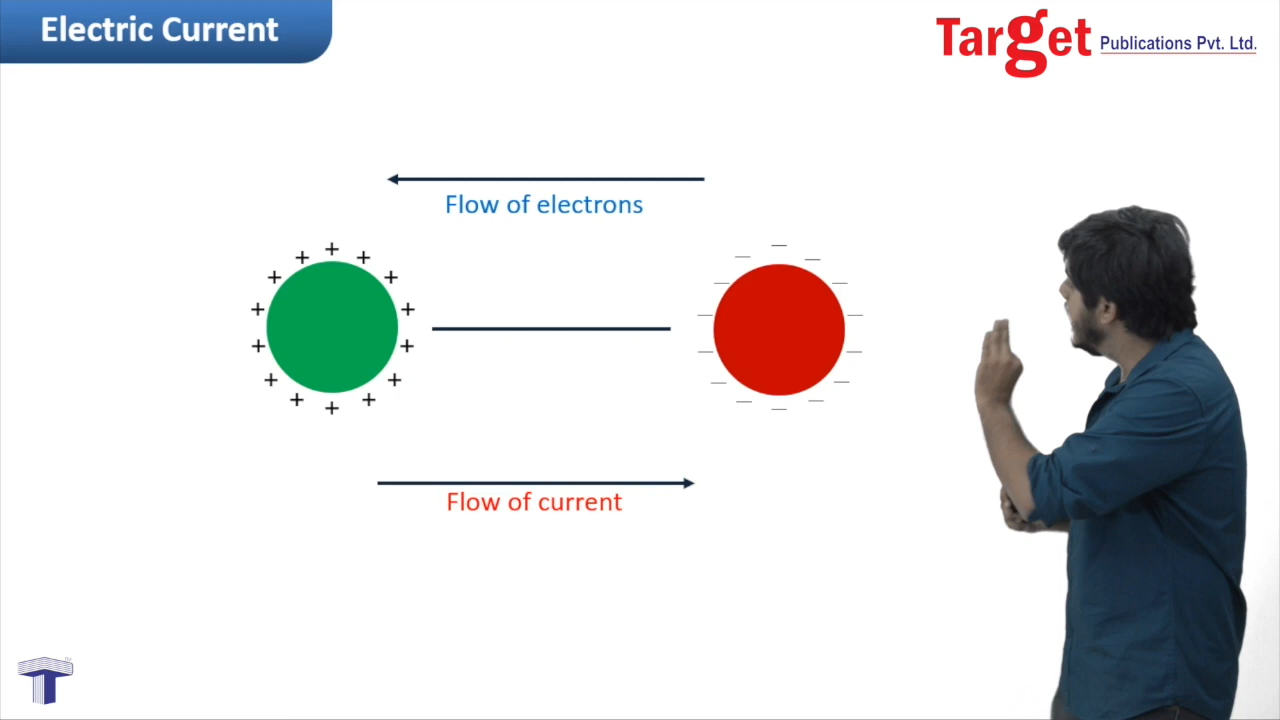 Electric Current
Target Publications Pvt. Ltd.
Flow of electrons
Flow of current